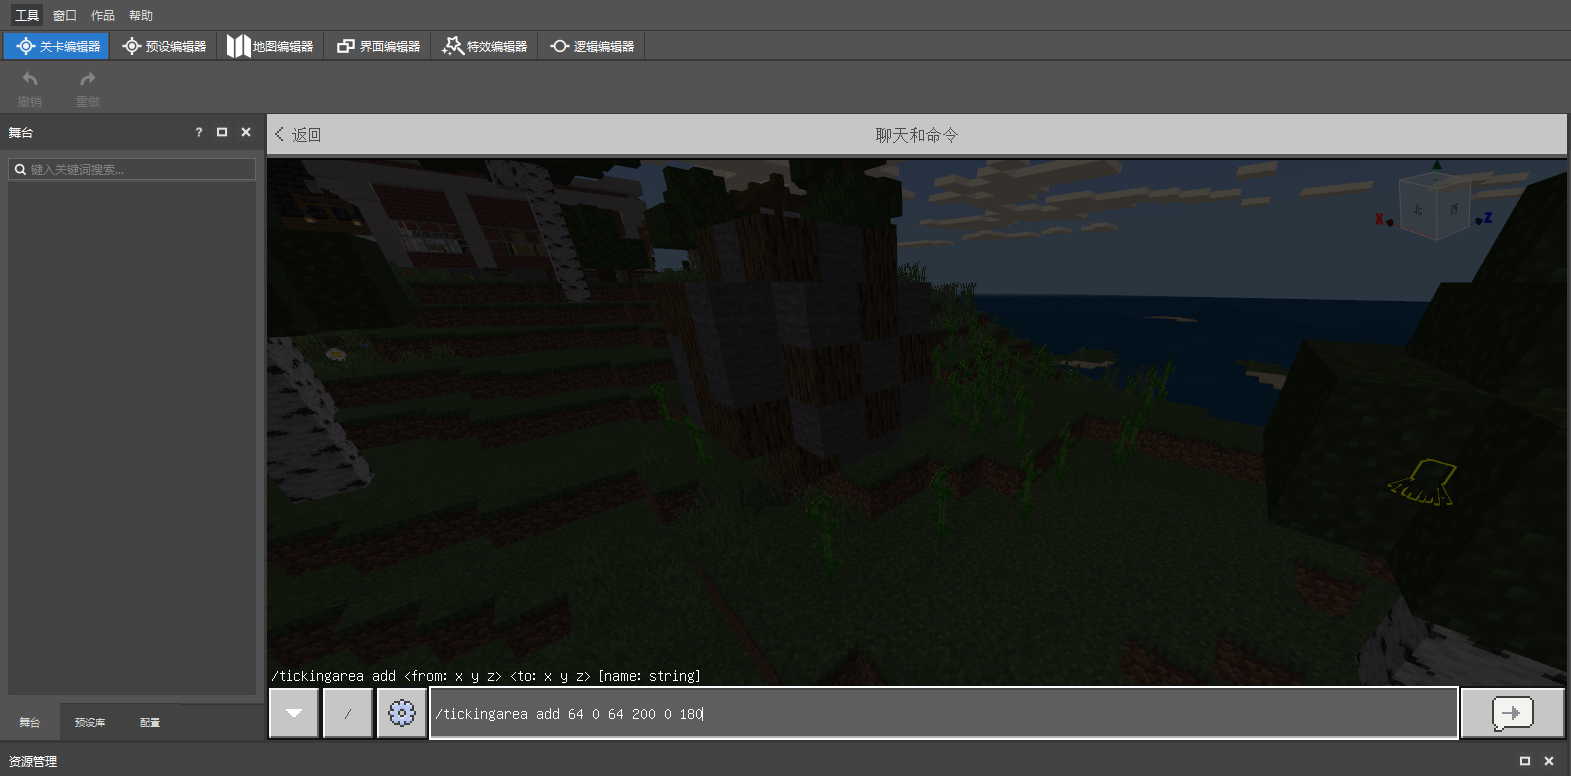 工具 窗口 作品 帮助
关卡编辑器 预设编辑器 地图编辑器 界面编辑器 特效编辑器 逻辑编辑器
撤销 重做
舞台 ?
键入关键词搜索...
返回
聊天和命令
北 西
X Z
/tickingarea add <from: x y z> <to: x y z> [name: string]
/
/tickingarea add 64 0 64 200 0 180
舞台 预设库 配置
资源管理